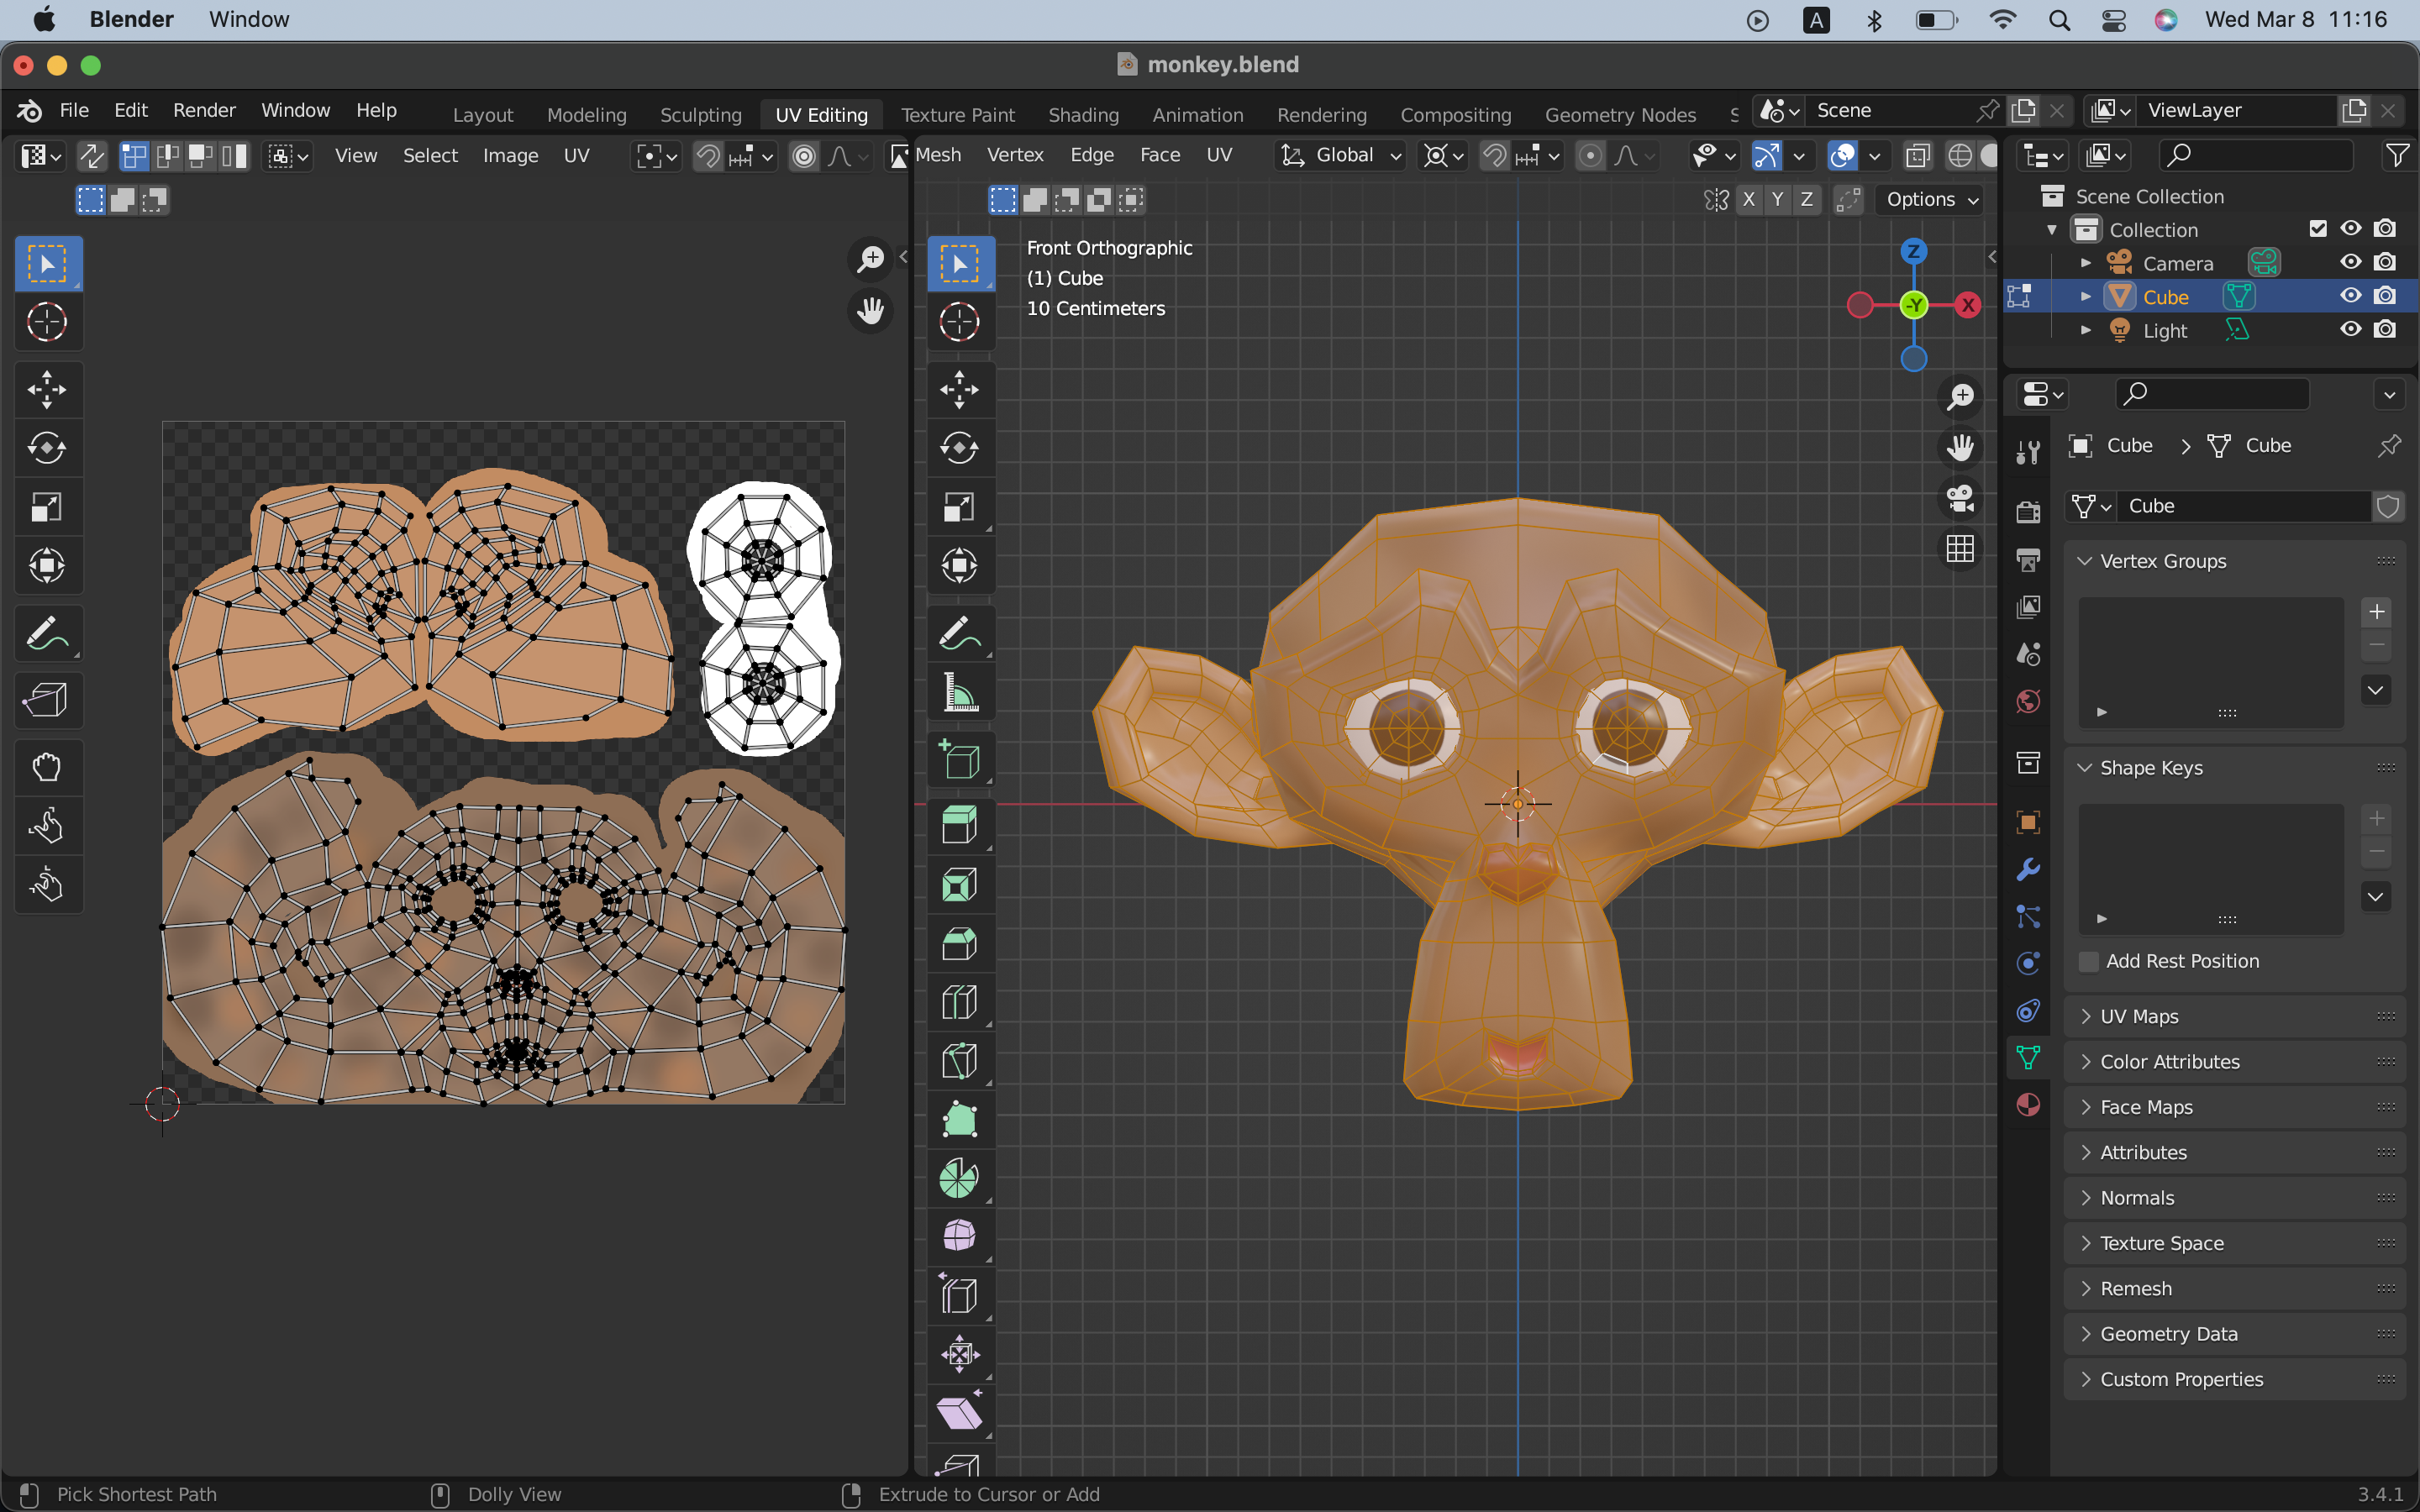 Blender Window A Wed Mar 8 11:16
monkey.blend
File Edit Render Window Help Layout Modeling Sculpting UV Editing Texture Paint Shading Animation Rendering Compositing Geometry Nodes Scene ViewLayer
View Select Image UV Mesh Vertex Edge Face UV Global
X Y Z Options
Scene Collection
Collection
Camera
Cube
Light
Front Orthographic
(1) Cube
10 Centimeters
Z
-Y X
Cube Cube
Cube
Vertex Groups
Shape Keys
Add Rest Position
UV Maps
Color Attributes
Face Maps
Attributes
Normals
Texture Space
Remesh
Geometry Data
Custom Properties
Pick Shortest Path Dolly View Extrude to Cursor or Add 3.4.1